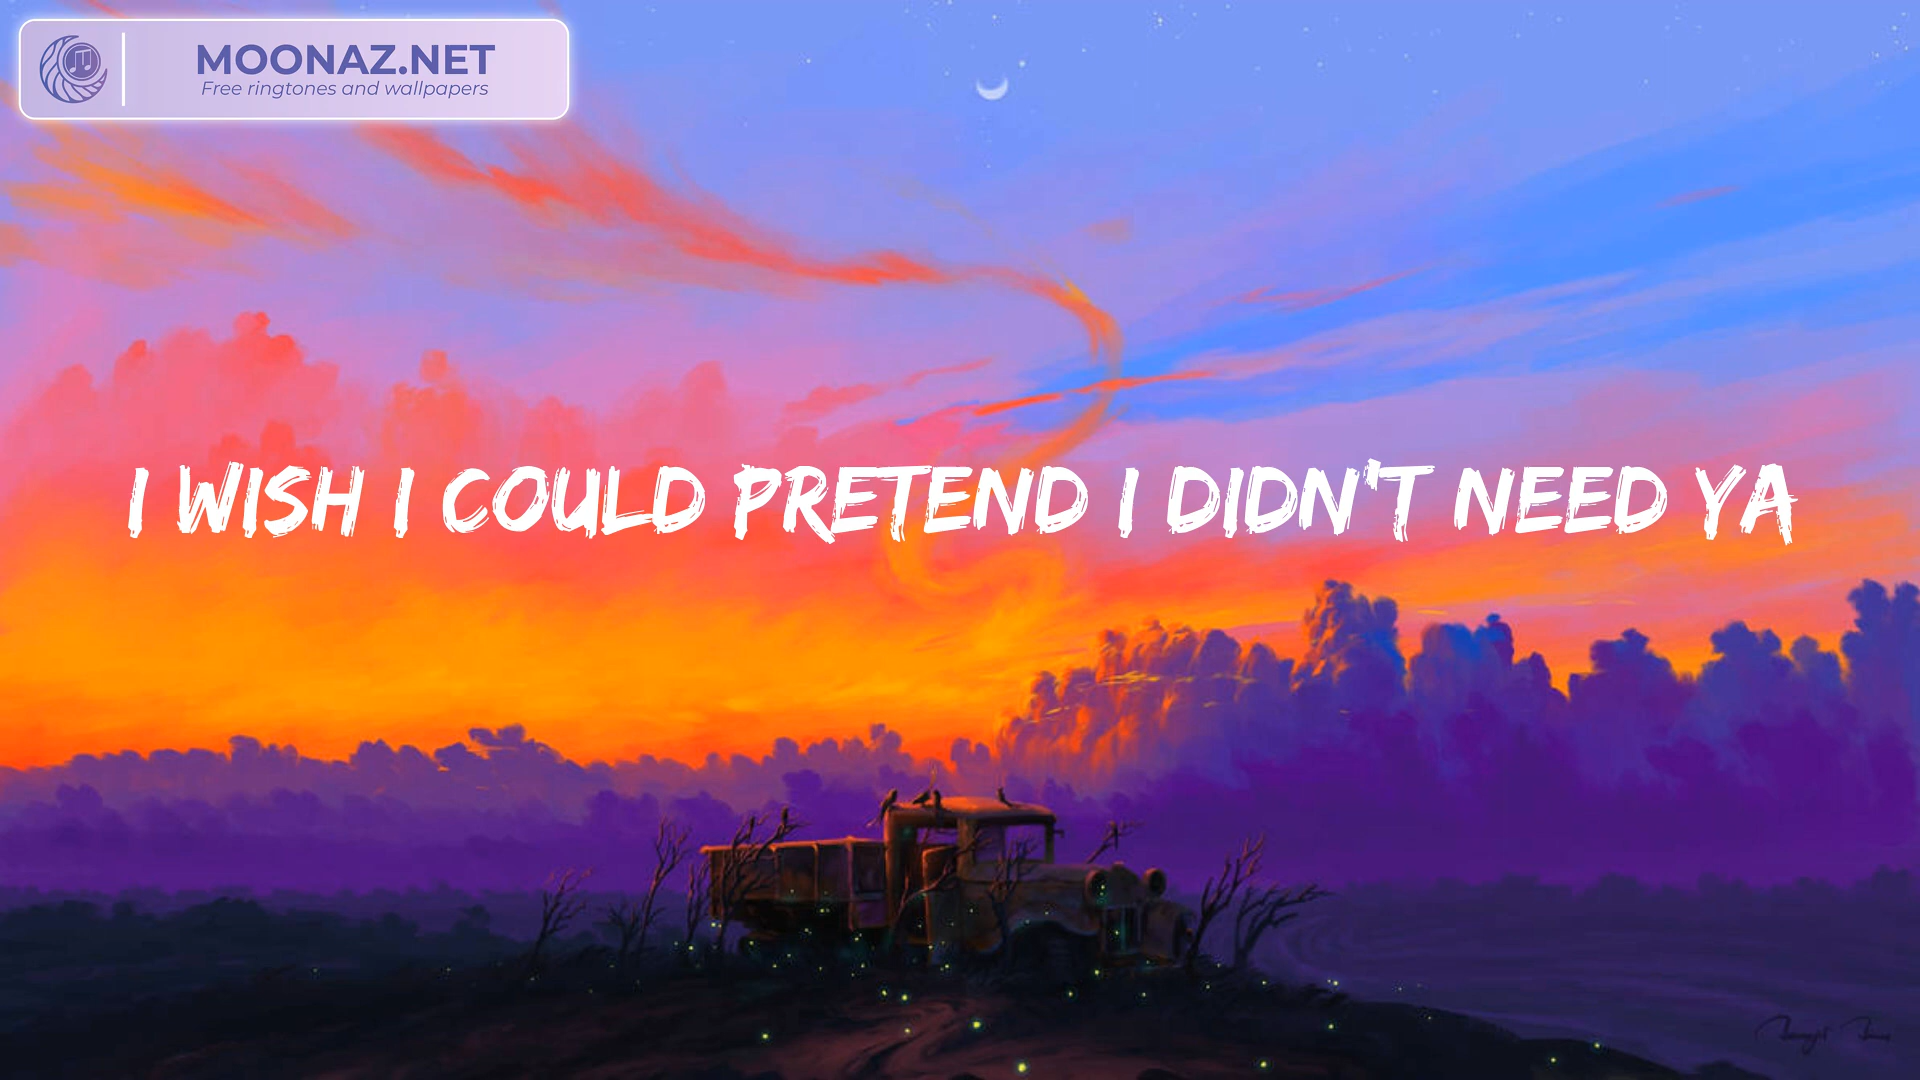 MOONAZ.NET
Free ringtones and wallpapers
I WISH I COULD PRETEND I DIDN'T NEED YA